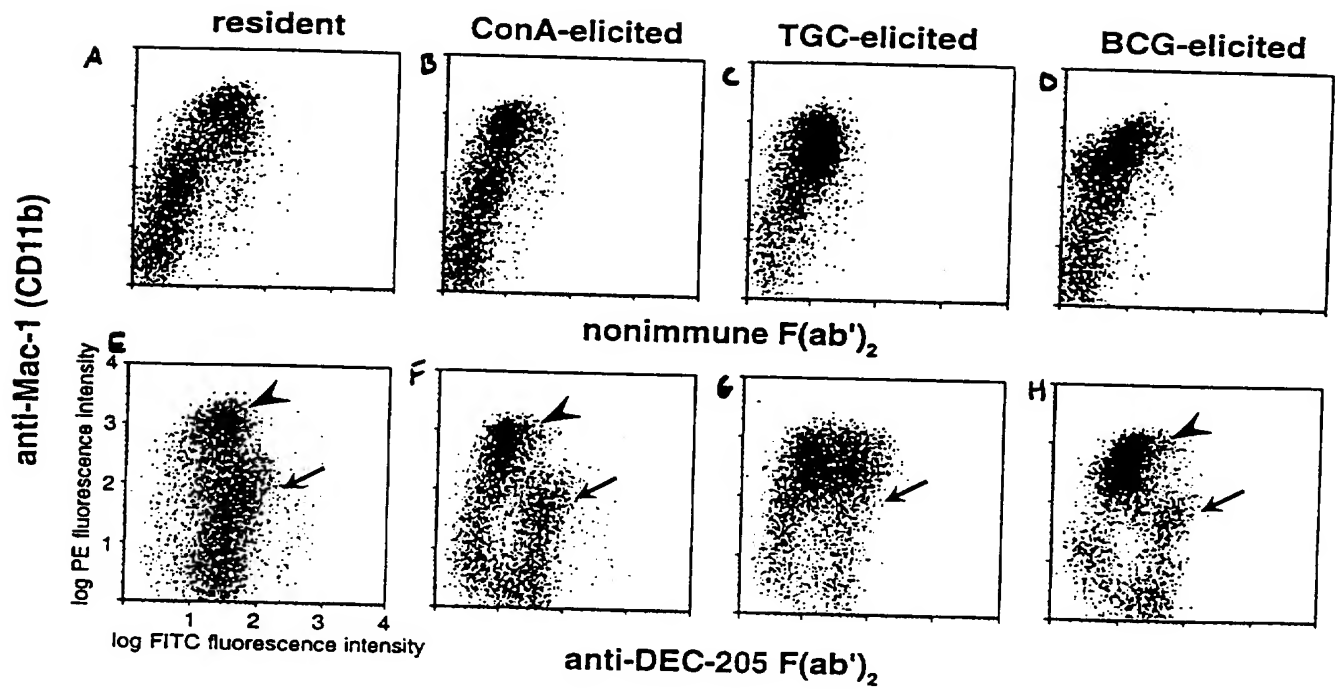 resident
ConA-elicited
TGC-elicited
BCG-elicited
A
B
C
D
anti-Mac-1 (CD11b)
nonimmune F(ab')₂
E
F
G
H
log PE fluorescence intensity
4
3
2
1
1 2 3 4
log FITC fluorescence intensity
anti-DEC-205 F(ab')₂